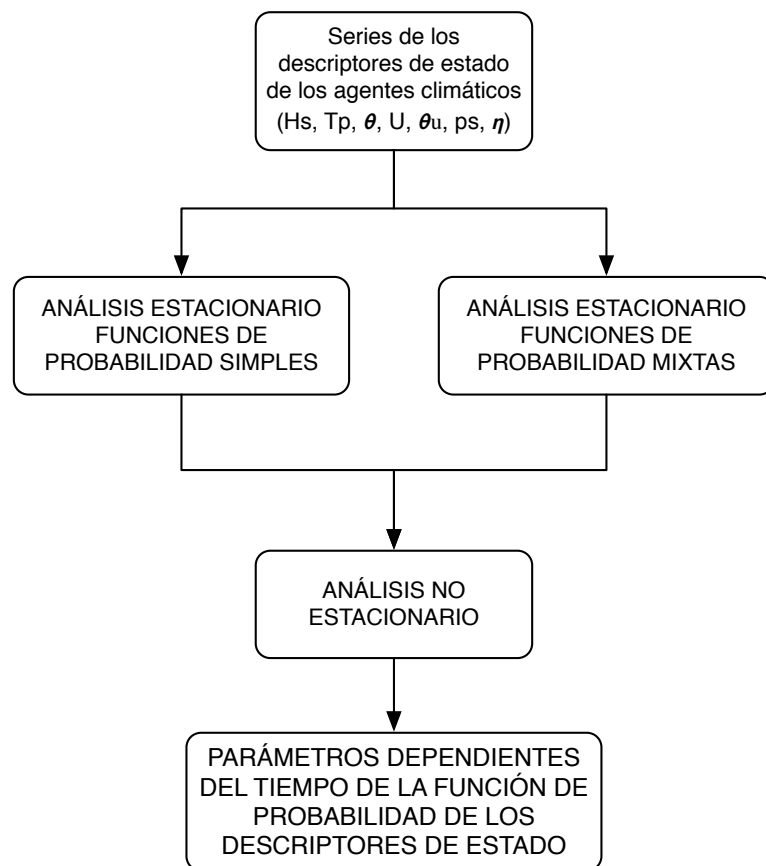 Series de los
descriptores de estado
de los agentes climáticos
(Hs, Tp, θ, U, θu, ps, η)
ANÁLISIS ESTACIONARIO
FUNCIONES DE
PROBABILIDAD SIMPLES
ANÁLISIS ESTACIONARIO
FUNCIONES DE
PROBABILIDAD MIXTAS
ANÁLISIS NO
ESTACIONARIO
PARÁMETROS DEPENDIENTES
DEL TIEMPO DE LA FUNCIÓN DE
PROBABILIDAD DE LOS
DESCRIPTORES DE ESTADO